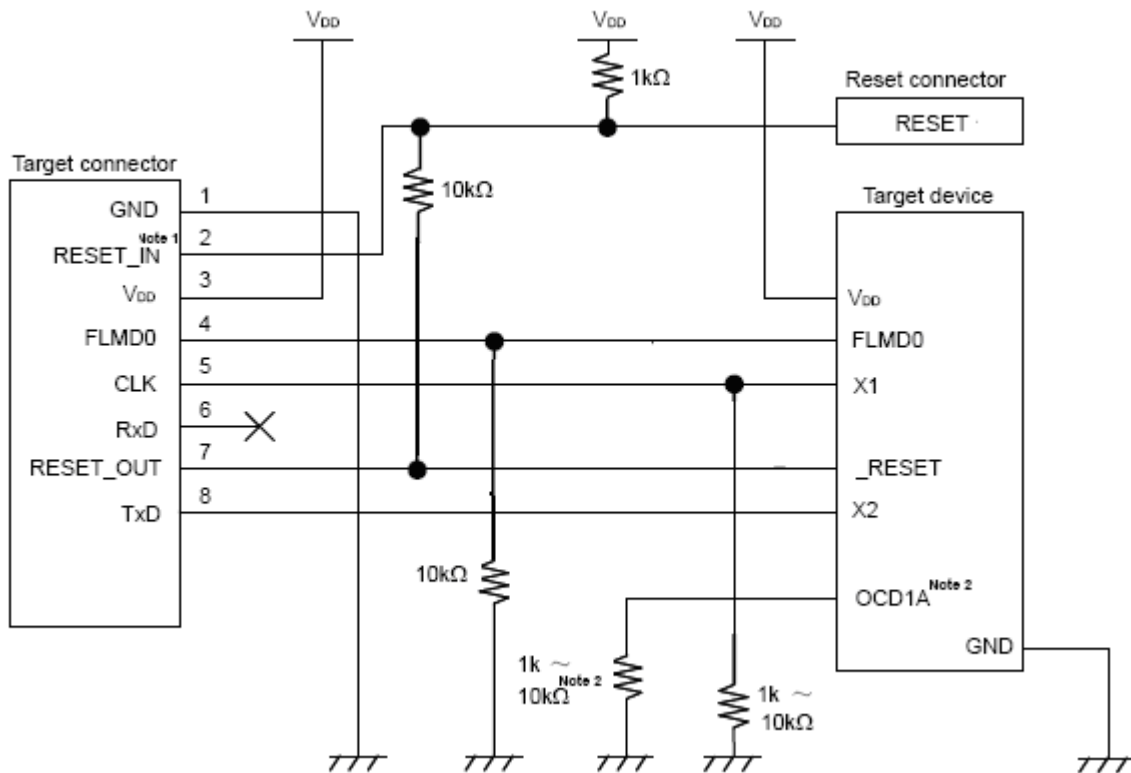 VDD
VDD
VDD
1kΩ
Reset connector
RESET
Target connector
10kΩ
Target device
GND
1
RESET_IN Note 1
2
VDD
3
VDD
FLMD0
4
FLMD0
CLK
5
X1
RxD
6
RESET_OUT
7
_RESET
TxD
8
X2
10kΩ
OCD1A Note 2
GND
1k ~
10kΩ Note 2
1k ~
10kΩ